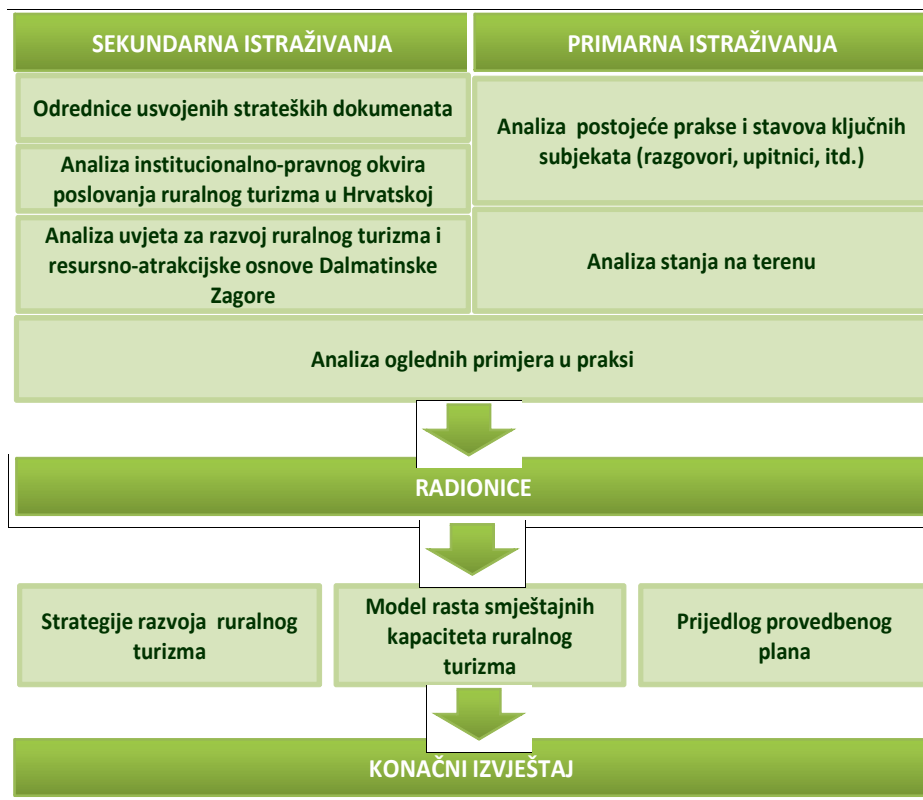 SEKUNDARNA ISTRAŽIVANJA
PRIMARNA ISTRAŽIVANJA
Odrednice usvojenih strateških dokumenata
Analiza institucionalno-pravnog okvira
poslovanja ruralnog turizma u Hrvatskoj
Analiza uvjeta za razvoj ruralnog turizma i
resursno-atrakcijske osnove Dalmatinske
Zagore
Analiza postojeće prakse i stavova ključnih
subjekata (razgovori, upitnici, itd.)
Analiza stanja na terenu
Analiza oglednih primjera u praksi
RADIONICE
Strategije razvoja ruralnog
turizma
Model rasta smještajnih
kapaciteta ruralnog
turizma
Prijedlog provedbenog
plana
KONAČNI IZVJEŠTAJ